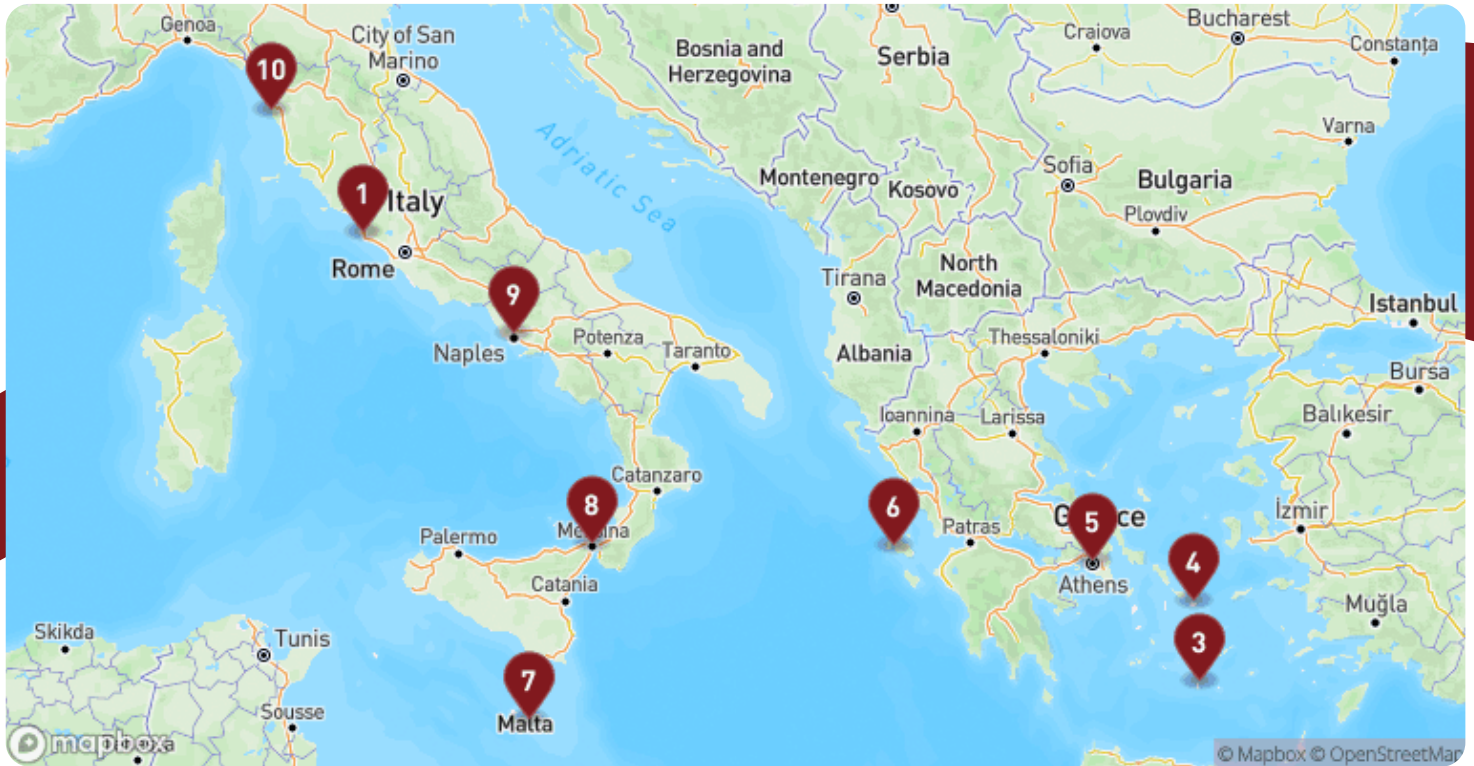 Genoa
City of San
Marino
Bosnia and
Herzegovina
Serbia
Craiova
Bucharest
Constanța
10
Adriatic Sea
Varna
Montenegro
Kosovo
Sofia
Bulgaria
Plovdiv
1
Italy
Rome
Tirana
North
Macedonia
9
Istanbul
Naples
Potenza
Taranto
Albania
Thessaloniki
Bursa
Ioannina
Larissa
Balıkesir
Catanzaro
8
6
Patras
5
İzmir
Palermo
Catania
Athens
4
Muğla
Skikda
Tunis
3
7
Malta
Sousse
mapbox
© Mapbox © OpenStreetMap